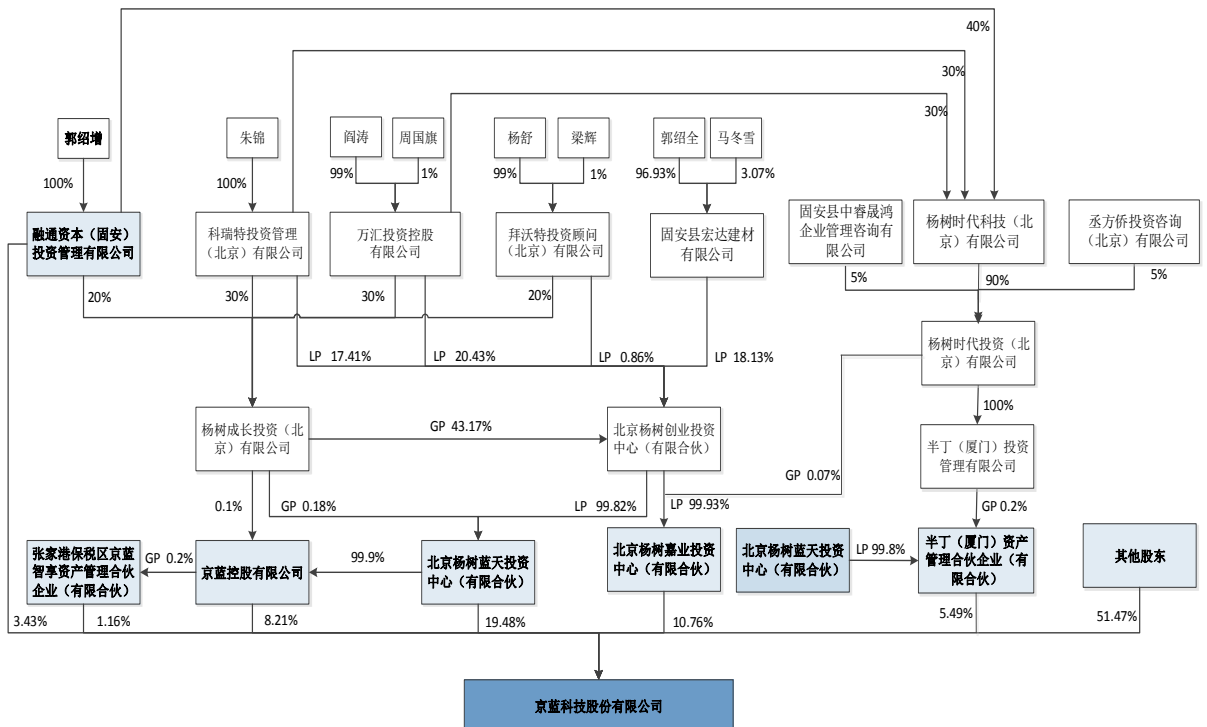 40%
30%
30%
郭绍增
朱锦
阎涛
周国旗
杨舒
梁辉
郭绍全
马冬雪
100%
100%
99%
1%
99%
1%
96.93%
3.07%
融通资本（固安）
投资管理有限公司
科瑞特投资管理
（北京）有限公司
万汇投资控股
有限公司
拜沃特投资顾问
（北京）有限公司
固安县宏达建材
有限公司
固安县中睿晟鸿
企业管理咨询有
限公司
杨树时代科技（北
京）有限公司
丞方侨投资咨询
（北京）有限公司
20%
30%
30%
20%
5%
90%
5%
LP 17.41%
LP 20.43%
LP 0.86%
LP 18.13%
杨树时代投资（北
京）有限公司
100%
杨树成长投资（北
京）有限公司
GP 43.17%
北京杨树创业投资
中心（有限合伙）
半丁（厦门）投资
管理有限公司
GP 0.07%
0.1%
GP 0.18%
LP 99.82%
LP 99.93%
GP 0.2%
张家港保税区京蓝
智享资产管理合伙
企业（有限合伙）
GP 0.2%
京蓝控股有限公司
99.9%
北京杨树蓝天投资
中心（有限合伙）
北京杨树嘉业投资
中心（有限合伙）
北京杨树蓝天投资
中心（有限合伙）
LP 99.8%
半丁（厦门）资产
管理合伙企业（有
限合伙）
其他股东
3.43%
1.16%
8.21%
19.48%
10.76%
5.49%
51.47%
京蓝科技股份有限公司